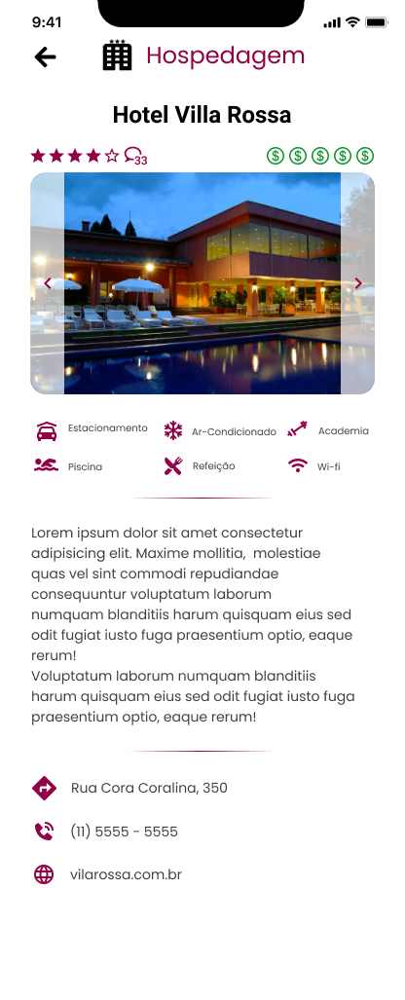 9:41
Hospedagem
Hotel Villa Rossa
33
Estacionamento
Ar-Condicionado
Academia
Piscina
Refeição
Wi-fi
Lorem ipsum dolor sit amet consectetur
adipisicing elit. Maxime mollitia,  molestiae
quas vel sint commodi repudiandae
consequuntur voluptatum laborum
numquam blanditiis harum quisquam eius sed
odit fugiat iusto fuga praesentium optio, eaque
rerum!
Voluptatum laborum numquam blanditiis
harum quisquam eius sed odit fugiat iusto fuga
praesentium optio, eaque rerum!
Rua Cora Coralina, 350
(11) 5555 - 5555
vilarossa.com.br